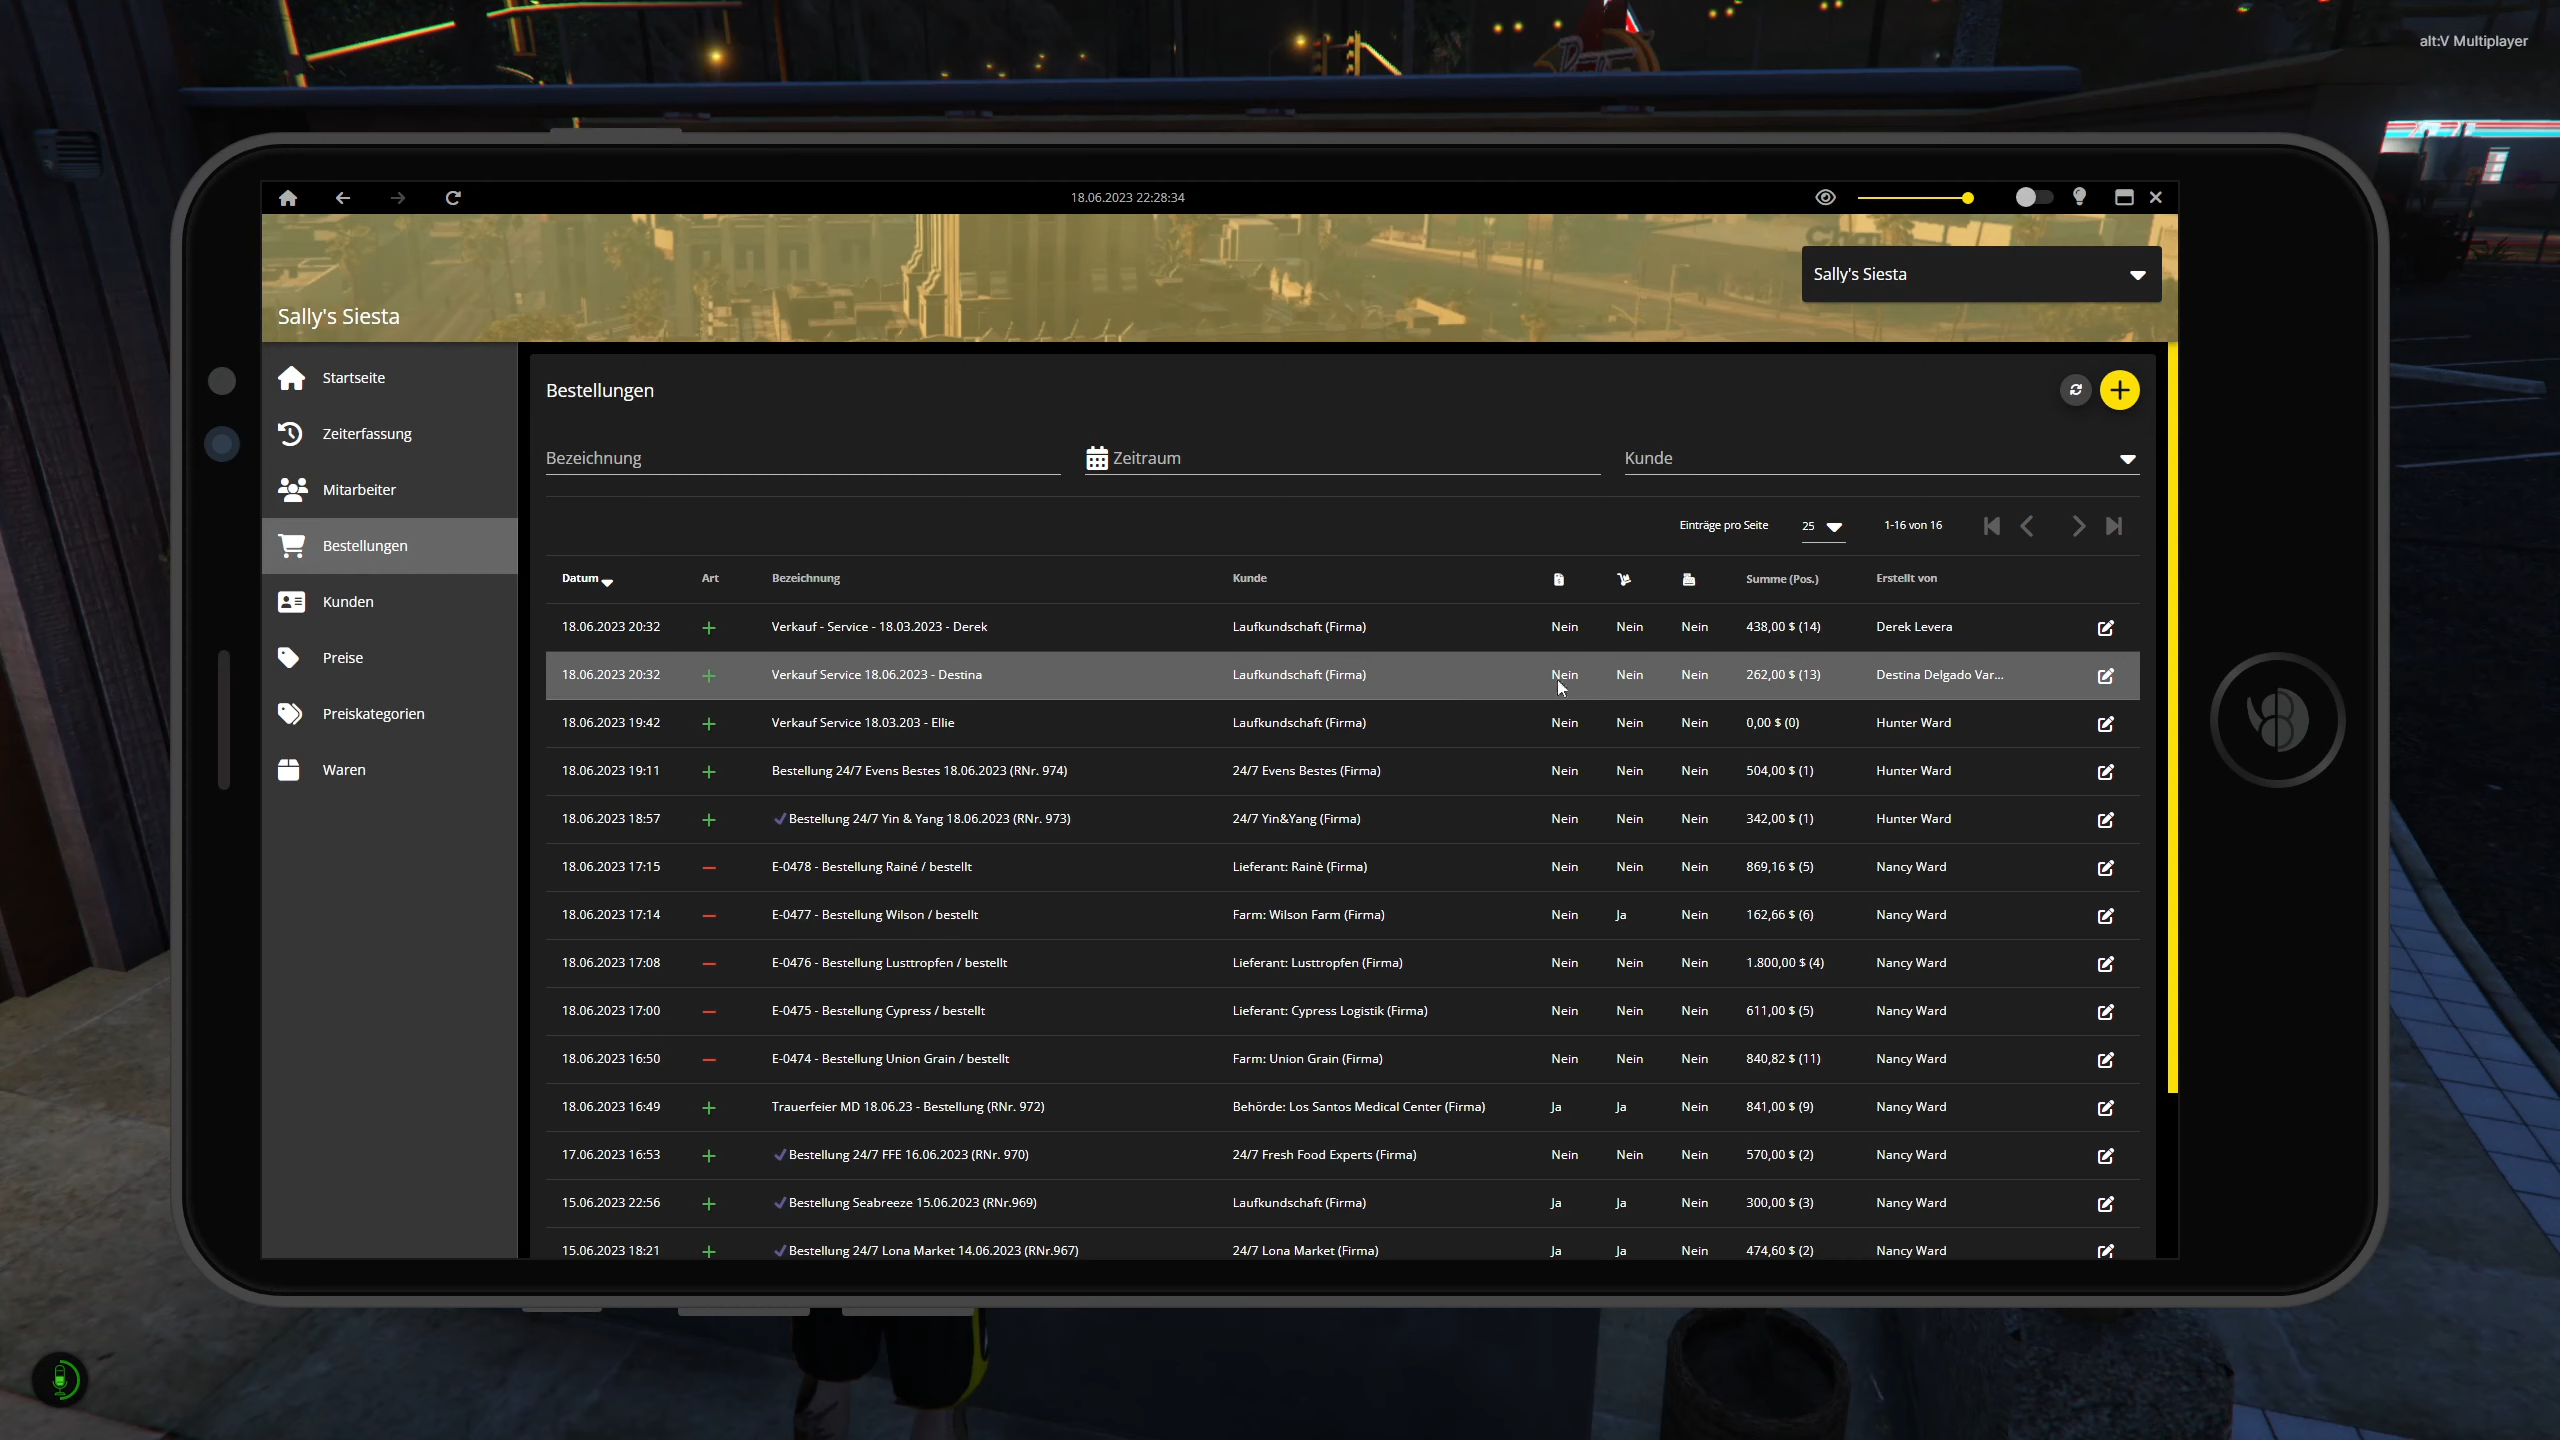 alt:V Multiplayer
18.06.2023 22:28:34
Sally's Siesta
Sally's Siesta
Startseite
Zeiterfassung
Mitarbeiter
Bestellungen
Kunden
Preise
Preiskategorien
Waren
Bestellungen
Bezeichnung Zeitraum Kunde
Einträge pro Seite 25 1-16 von 16
Datum Art Bezeichnung Kunde Summe (Pos.) Erstellt von
18.06.2023 20:32 + Verkauf - Service - 18.03.2023 - Derek Laufkundschaft (Firma) Nein Nein Nein 438,00 $ (14) Derek Levera
18.06.2023 20:32 + Verkauf Service 18.06.2023 - Destina Laufkundschaft (Firma) Nein Nein Nein 262,00 $ (13) Destina Delgado Var...
18.06.2023 19:42 + Verkauf Service 18.03.203 - Ellie Laufkundschaft (Firma) Nein Nein Nein 0,00 $ (0) Hunter Ward
18.06.2023 19:11 + Bestellung 24/7 Evens Bestes 18.06.2023 (RNr. 974) 24/7 Evens Bestes (Firma) Nein Nein Nein 504,00 $ (1) Hunter Ward
18.06.2023 18:57 + ✓Bestellung 24/7 Yin & Yang 18.06.2023 (RNr. 973) 24/7 Yin&Yang (Firma) Nein Nein Nein 342,00 $ (1) Hunter Ward
18.06.2023 17:15 – E-0478 - Bestellung Rainé / bestellt Lieferant: Rainè (Firma) Nein Nein Nein 869,16 $ (5) Nancy Ward
18.06.2023 17:14 – E-0477 - Bestellung Wilson / bestellt Farm: Wilson Farm (Firma) Nein Ja Nein 162,66 $ (6) Nancy Ward
18.06.2023 17:08 – E-0476 - Bestellung Lusttropfen / bestellt Lieferant: Lusttropfen (Firma) Nein Nein Nein 1.800,00 $ (4) Nancy Ward
18.06.2023 17:00 – E-0475 - Bestellung Cypress / bestellt Lieferant: Cypress Logistik (Firma) Nein Nein Nein 611,00 $ (5) Nancy Ward
18.06.2023 16:50 – E-0474 - Bestellung Union Grain / bestellt Farm: Union Grain (Firma) Nein Nein Nein 840,82 $ (11) Nancy Ward
18.06.2023 16:49 + Trauerfeier MD 18.06.23 - Bestellung (RNr. 972) Behörde: Los Santos Medical Center (Firma) Ja Ja Nein 841,00 $ (9) Nancy Ward
17.06.2023 16:53 + ✓Bestellung 24/7 FFE 16.06.2023 (RNr. 970) 24/7 Fresh Food Experts (Firma) Nein Nein Nein 570,00 $ (2) Nancy Ward
15.06.2023 22:56 + ✓Bestellung Seabreeze 15.06.2023 (RNr.969) Laufkundschaft (Firma) Ja Ja Nein 300,00 $ (3) Nancy Ward
15.06.2023 18:21 + ✓Bestellung 24/7 Lona Market 14.06.2023 (RNr.967) 24/7 Lona Market (Firma) Ja Ja Nein 474,60 $ (2) Nancy Ward